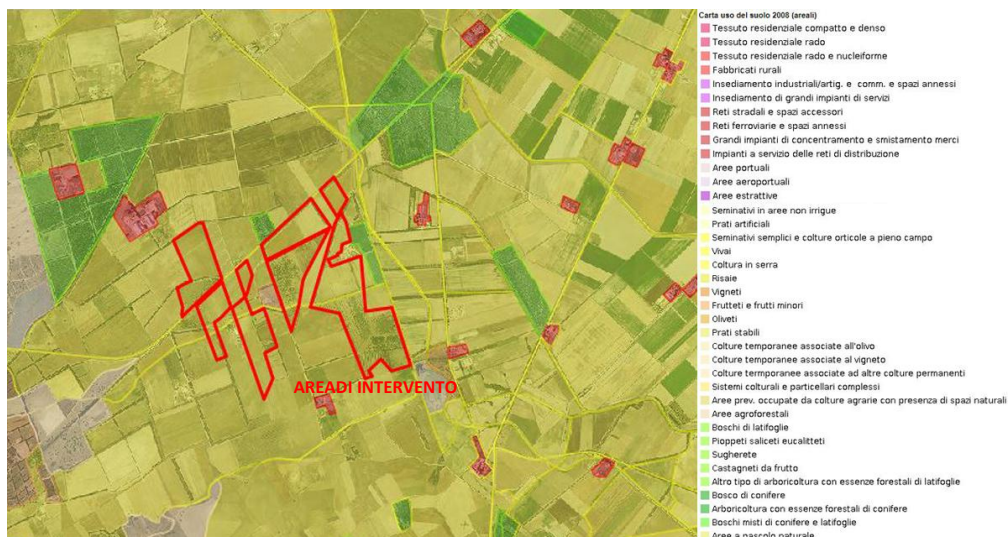 Carta uso del suolo 2008 (areali)
Tessuto residenziale compatto e denso
Tessuto residenziale rado
Tessuto residenziale rado e nucleiforme
Fabbricati rurali
Insediamento industriali/artig. e comm. e spazi annessi
Insediamento di grandi impianti di servizi
Reti stradali e spazi accessori
Reti ferroviarie e spazi annessi
Grandi impianti di concentramento e smistamento merci
Impianti a servizio delle reti di distribuzione
Aree portuali
Aree aeroportuali
Aree estrattive
Seminativi in aree non irrigue
Prati artificiali
Seminativi semplici e colture orticole a pieno campo
Vivai
Coltura in serra
Risaie
Vigneti
Frutteti e frutti minori
Oliveti
Prati stabili
Colture temporanee associate all'olivo
Colture temporanee associate al vigneto
Colture termporanee associate ad altre colture permanenti
Sistemi colturali e particellari complessi
Aree prev. occupate da colture agrarie con presenza di spazi naturali
Aree agroforestali
Boschi di latifoglie
Pioppeti saliceti eucalitteti
Sugherete
Castagneti da frutto
Altro tipo di arboricoltura con essenze forestali di latifoglie
Bosco di conifere
Arboricoltura con essenze forestali di conifere
Boschi misti di conifere e latifoglie
Aree a pascolo naturale
AREADI INTERVENTO